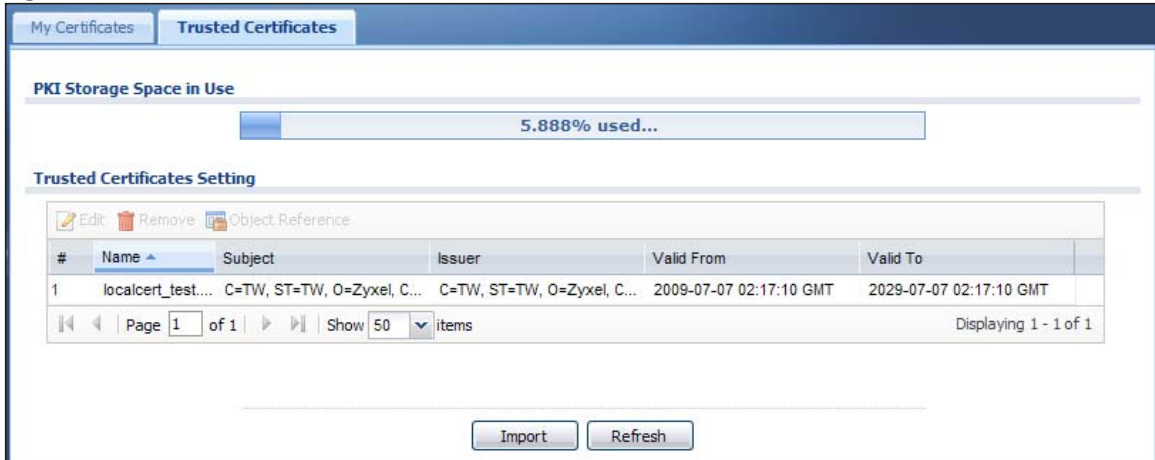 My Certificates Trusted Certificates
PKI Storage Space in Use
5.888% used...
Trusted Certificates Setting
Edit Remove Object Reference
# Name Subject Issuer Valid From Valid To
1 localcert_test.... C=TW, ST=TW, O=Zyxel, C... C=TW, ST=TW, O=Zyxel, C... 2009-07-07 02:17:10 GMT 2029-07-07 02:17:10 GMT
Page 1 of 1 Show 50 items Displaying 1 - 1 of 1
Import Refresh